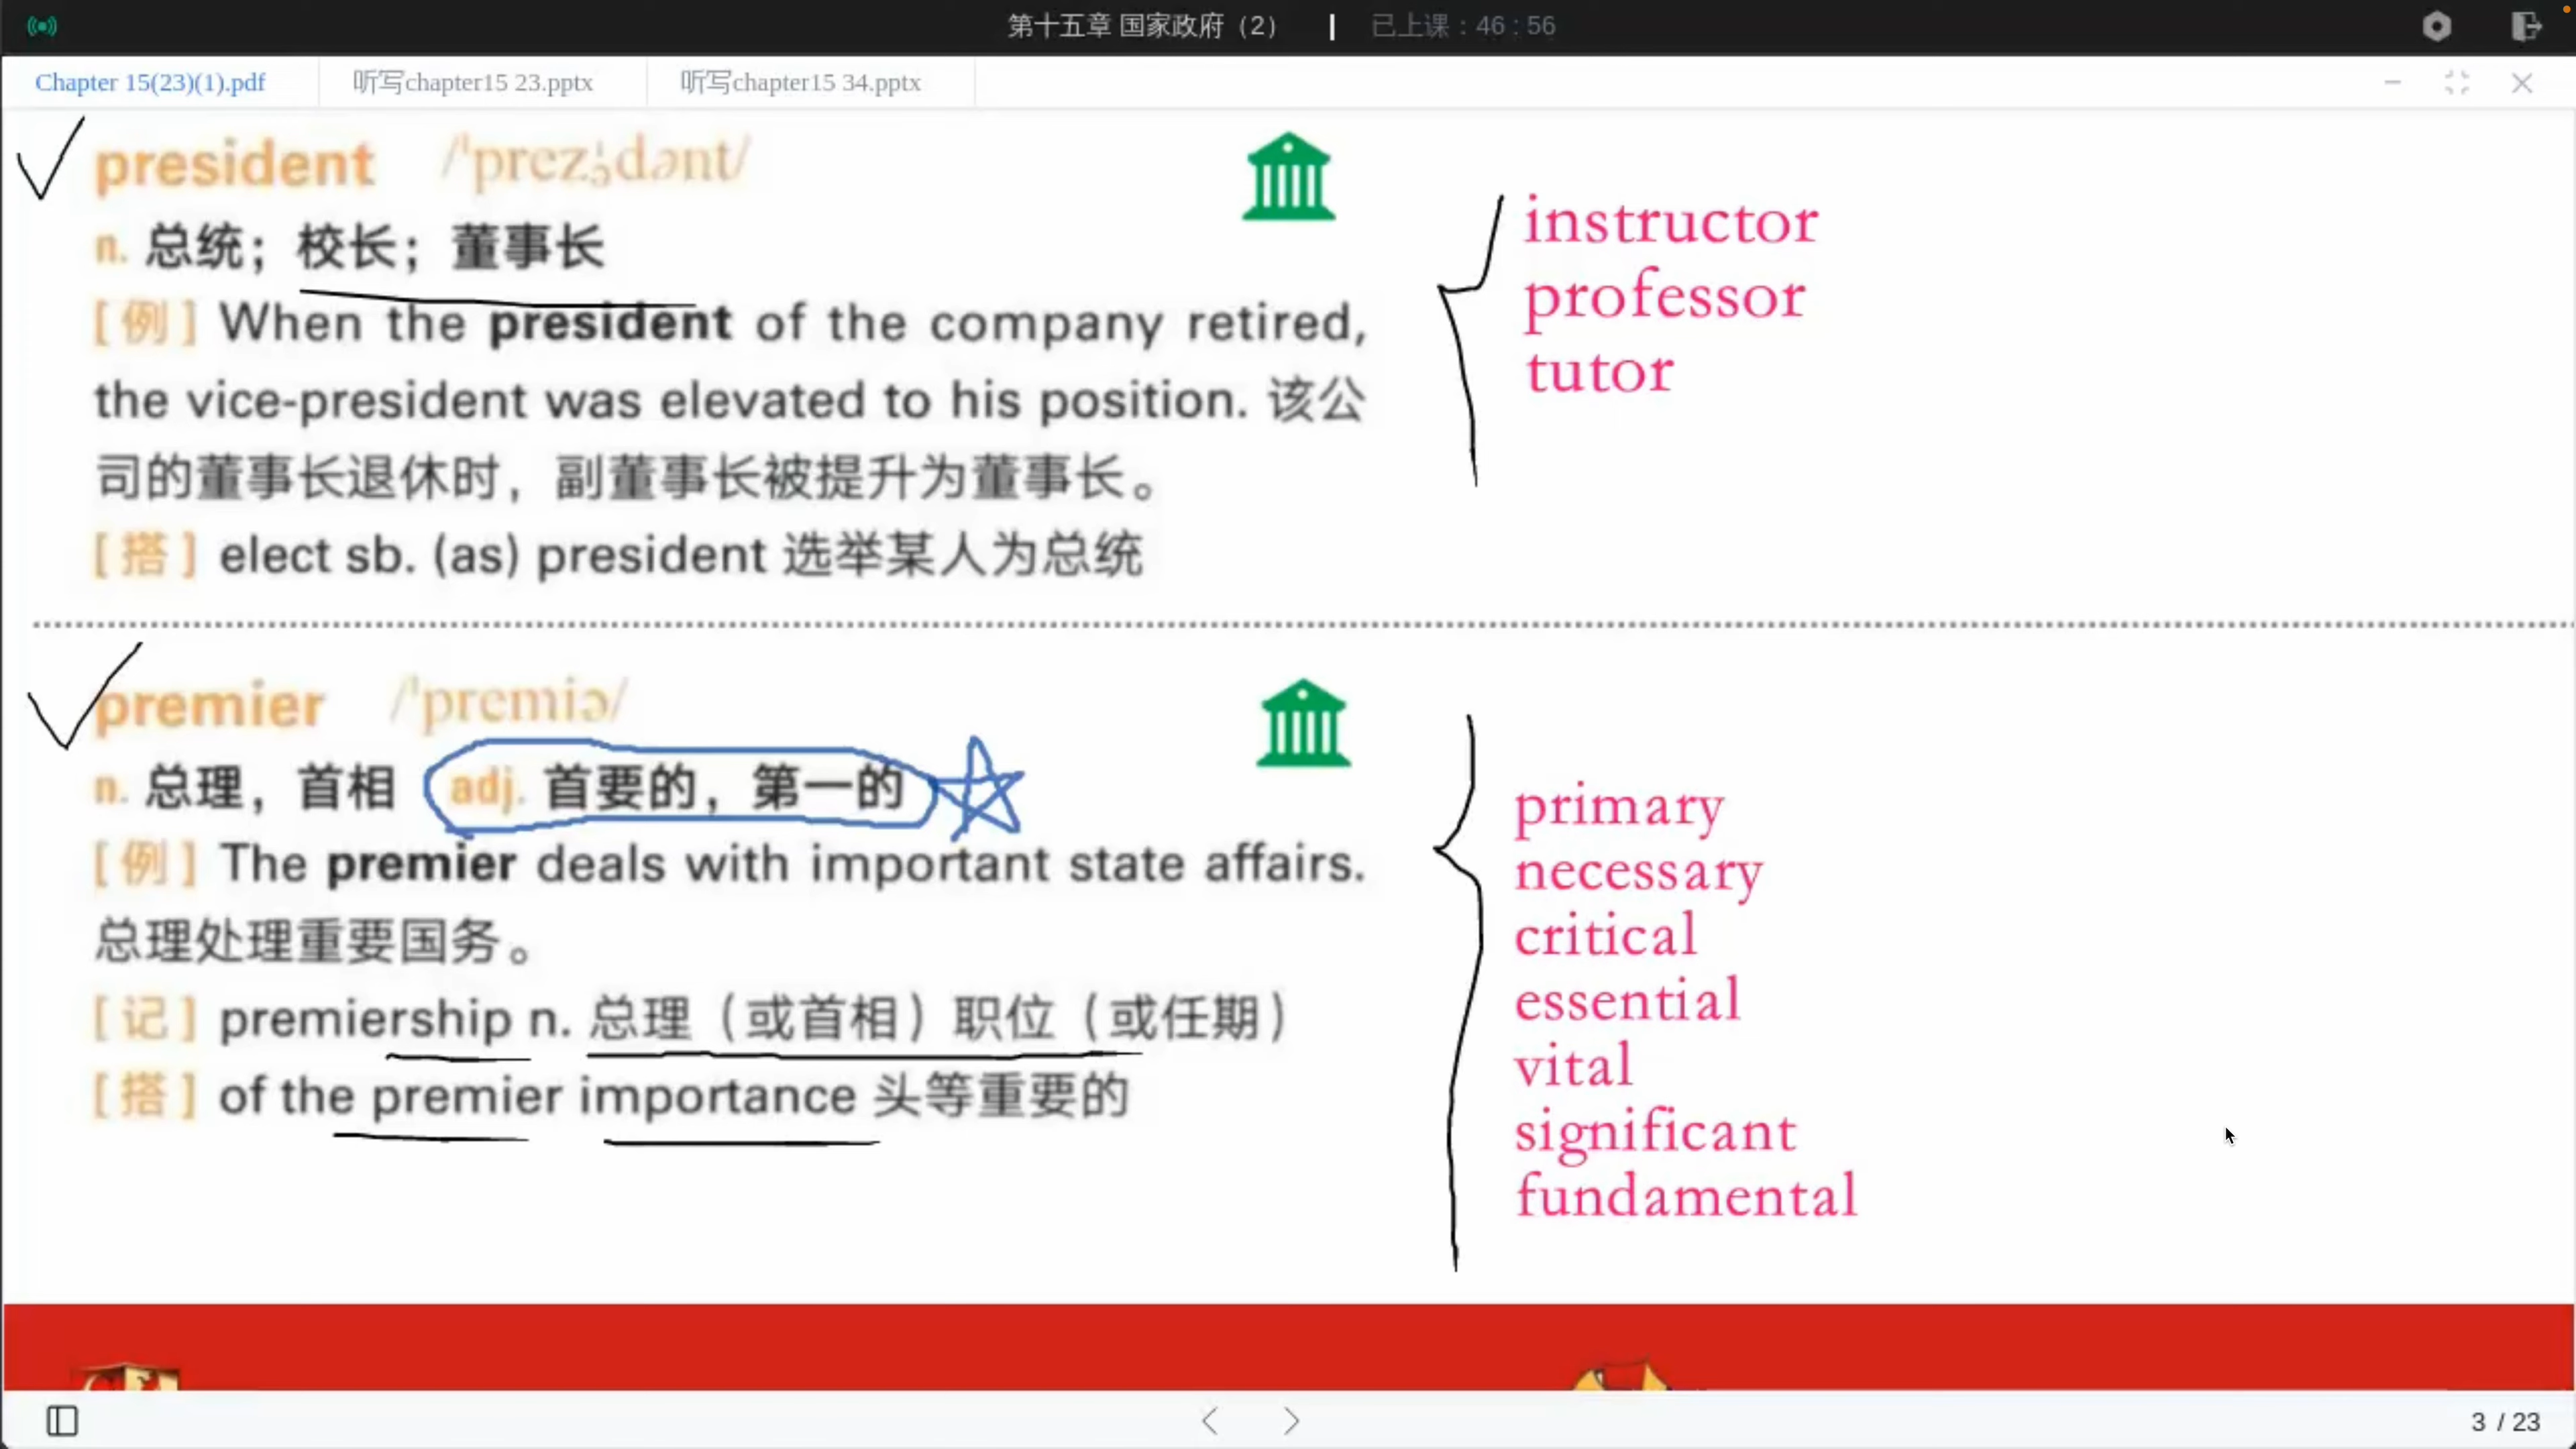 第十五章 国家政府（2） | 已上课：46 : 56
Chapter 15(23)(1).pdf 听写chapter15 23.pptx 听写chapter15 34.pptx
president /ˈprezɪdənt/
n. 总统；校长；董事长
[例] When the president of the company retired,
the vice-president was elevated to his position. 该公
司的董事长退休时，副董事长被提升为董事长。
[搭] elect sb. (as) president 选举某人为总统
instructor
professor
tutor
premier /ˈpremiə/
n. 总理，首相 adj. 首要的，第一的
[例] The premier deals with important state affairs.
总理处理重要国务。
[记] premiership n. 总理（或首相）职位（或任期）
[搭] of the premier importance 头等重要的
primary
necessary
critical
essential
vital
significant
fundamental
3 / 23